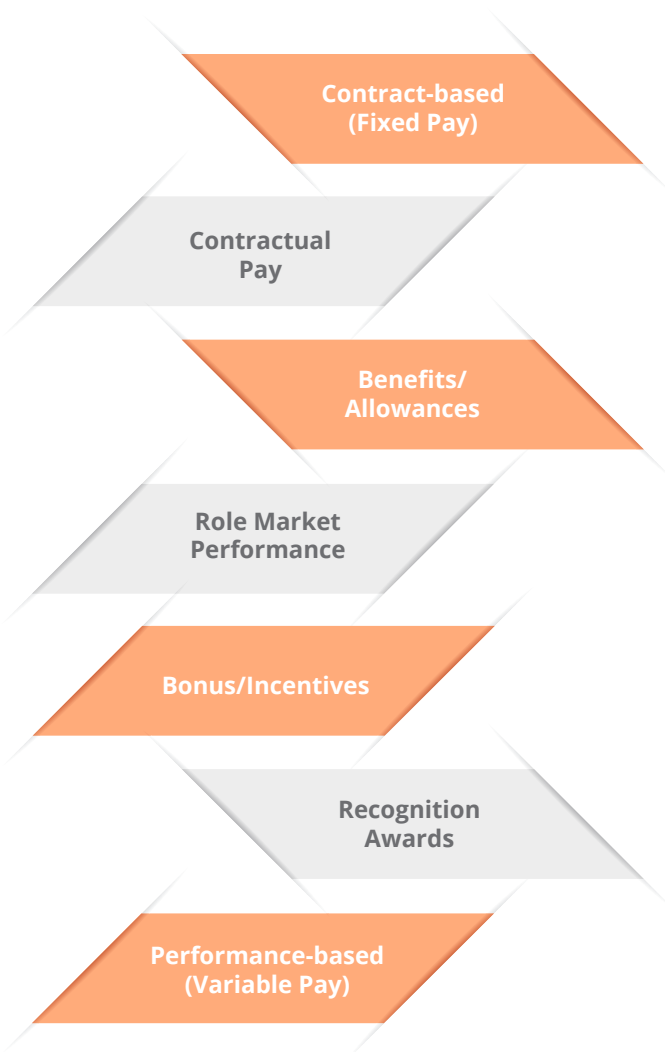 Contract-based
(Fixed Pay)
Contractual
Pay
Benefits/
Allowances
Role Market
Performance
Bonus/Incentives
Recognition
Awards
Performance-based
(Variable Pay)